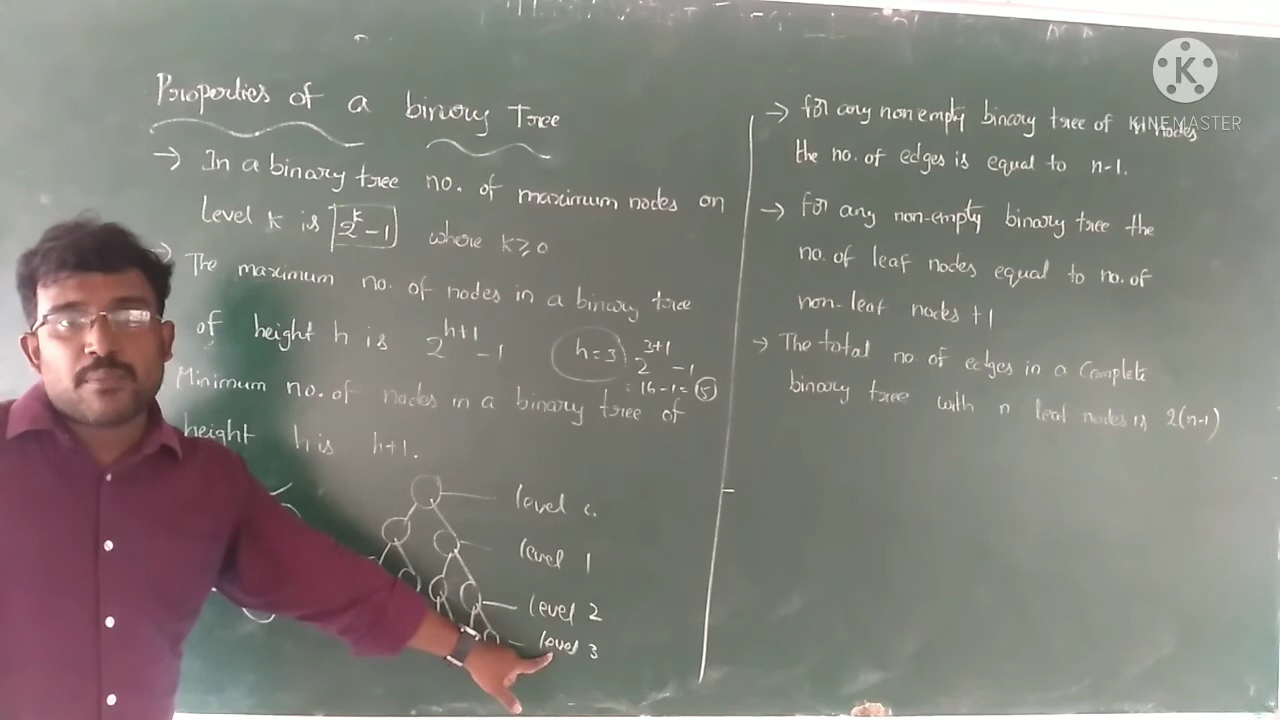 Properties of a binary Tree
→ In a binary tree no. of maximum nodes on
Level k is 2^k - 1 where k ≥ 0
→ The maximum no. of nodes in a binary tree
of height h is 2^(h+1) - 1
h = 3
2^(3+1) - 1
= 16 - 1 = 15
Minimum no. of nodes in a binary tree of
height h is h+1.
level 0.
level 1
level 2
level 3
→ for any non empty binary tree of n nodes
the no. of edges is equal to n-1.
→ for any non-empty binary tree the
no. of leaf nodes equal to no. of
non-leaf nodes +1
→ The total no. of edges in a Complete
binary tree with n leaf nodes is 2(n-1)
K
KINEMASTER